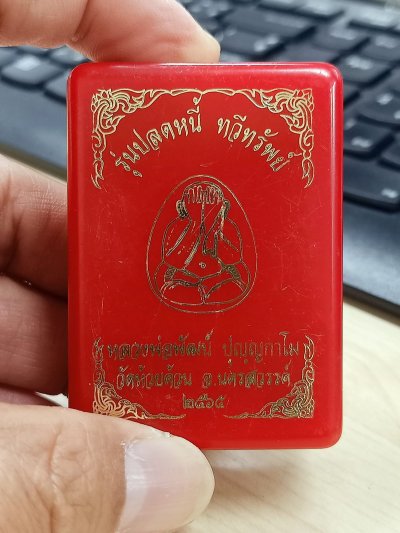 รุ่นปลดหนี้ ทวีทรัพย์
หลวงพ่อพัฒน์ ปุญฺญกาโม
วัดห้วยด้วน จ.นครสวรรค์
๒๕๖๕